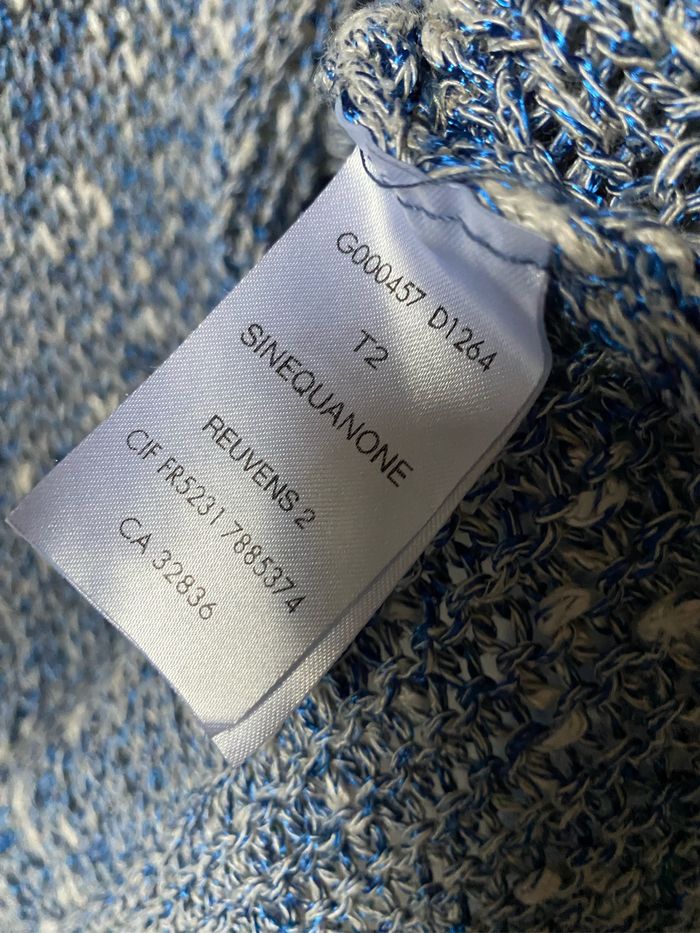 G000457 D1264
T2
SINEQUANONE
REUVENS 2
CIF FR5231 7885374
CA 32836